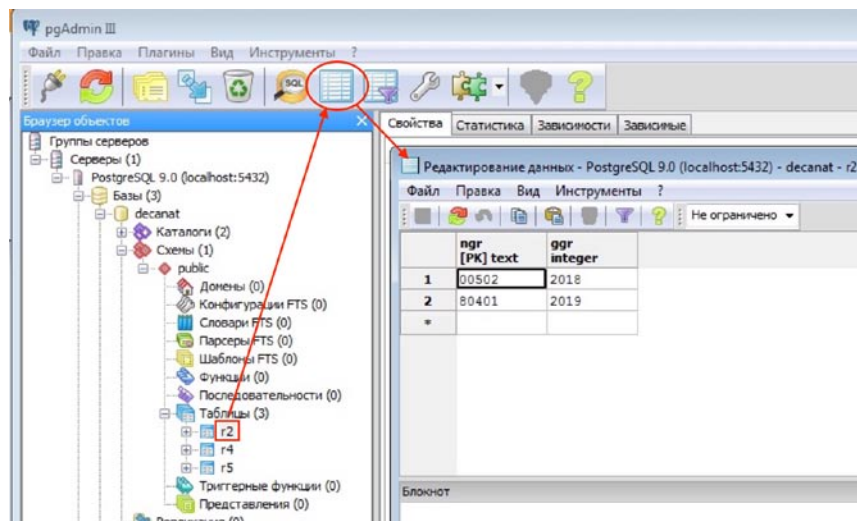 pgAdmin III
Файл Правка Плагины Вид Инструменты ?
SQL
Браузер объектов
Группы серверов
Серверы (1)
PostgreSQL 9.0 (localhost:5432)
Базы (3)
decanat
Каталоги (2)
Схемы (1)
public
Домены (0)
Конфигурации FTS (0)
Словари FTS (0)
Парсеры FTS (0)
Шаблоны FTS (0)
Функции (0)
Последовательности (0)
Таблицы (3)
r2
r4
r5
Триггерные функции (0)
Представления (0)
Свойства Статистика Зависимости Зависимые
Редактирование данных - PostgreSQL 9.0 (localhost:5432) - decanat - r2
Файл Правка Вид Инструменты ?
Не ограничено
ngr ggr
[PK] text integer
1 00502 2018
2 80401 2019
*
Блокнот